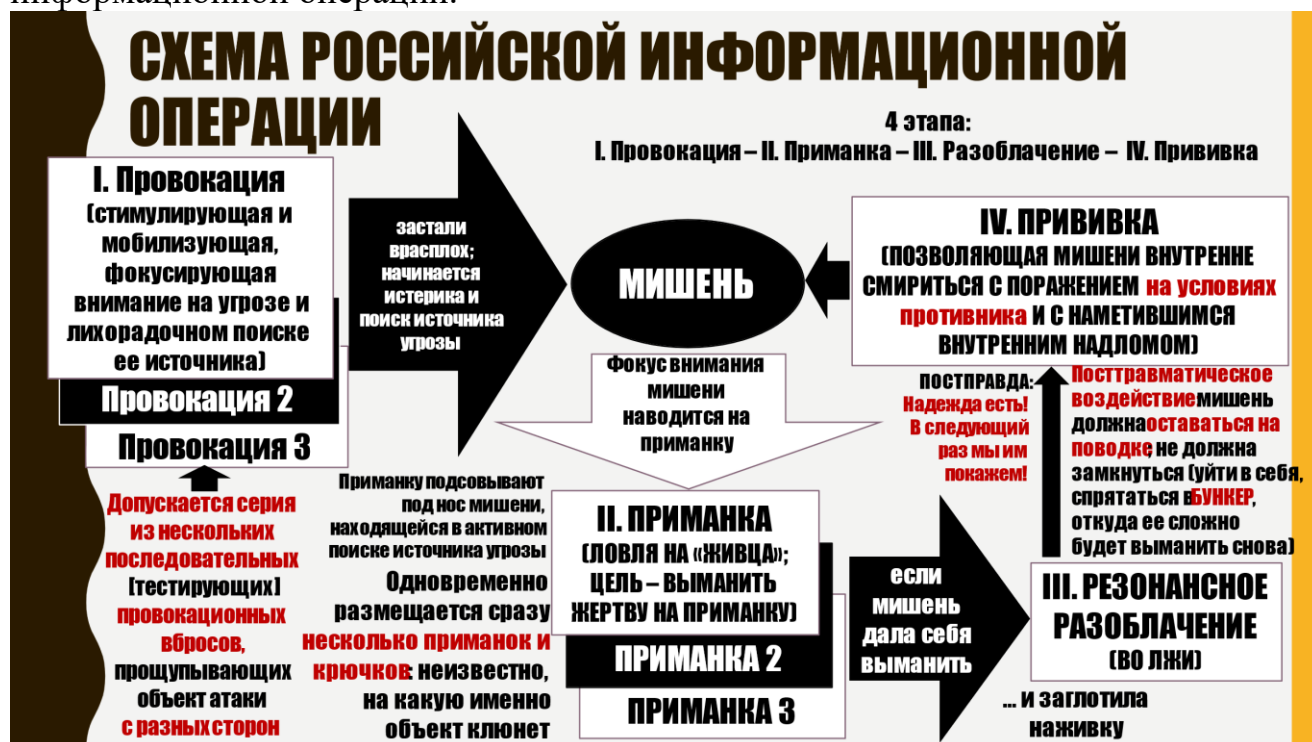 информационной операции.
СХЕМА РОССИЙСКОЙ ИНФОРМАЦИОННОЙ
ОПЕРАЦИИ
4 этапа:
I. Провокация – II. Приманка – III. Разоблачение – IV. Прививка
I. Провокация
(стимулирующая и
мобилизующая,
фокусирующая
внимание на угрозе и
лихорадочном поиске
ее источника)
Провокация 2
Провокация 3
Допускается серия
из нескольких
последовательных
[тестирующих]
провокационных
вбросов,
прощупывающих
объект атаки
с разных сторон
застали
врасплох;
начинается
истерика и
поиск источника
угрозы
МИШЕНЬ
Фокус внимания
мишени
наводится на
приманку
Приманку подсовывают
под нос мишени,
находящейся в активном
поиске источника угрозы
Одновременно
размещается сразу
несколько приманок и
крючков: неизвестно,
на какую именно
объект клюнет
II. ПРИМАНКА
(ЛОВЛЯ НА «ЖИВЦА»;
ЦЕЛЬ – ВЫМАНИТЬ
ЖЕРТВУ НА ПРИМАНКУ)
ПРИМАНКА 2
ПРИМАНКА 3
если
мишень
дала себя
выманить
III. РЕЗОНАНСНОЕ
РАЗОБЛАЧЕНИЕ
(ВО ЛЖИ)
... и заглотила
наживку
ПОСТПРАВДА:
Надежда есть!
В следующий
раз мы им
покажем!
Посттравматическое
воздействие мишень
должна оставаться на
поводке, не должна
замкнуться (уйти в себя,
спрятаться в БУНКЕР,
откуда ее сложно
будет выманить снова)
IV. ПРИВИВКА
(ПОЗВОЛЯЮЩАЯ МИШЕНИ ВНУТРЕННЕ
СМИРИТЬСЯ С ПОРАЖЕНИЕМ на условиях
противника И С НАМЕТИВШИМСЯ
ВНУТРЕННИМ НАДЛОМОМ)